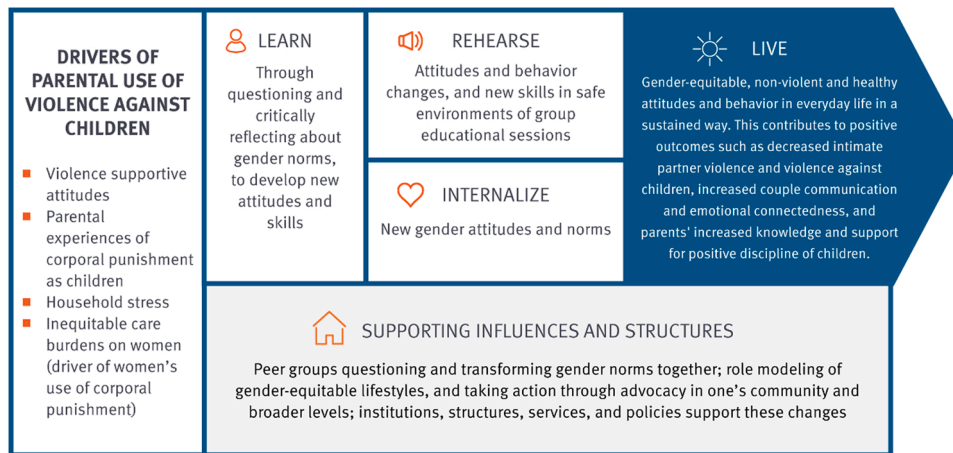 DRIVERS OF
PARENTAL USE OF
VIOLENCE AGAINST
CHILDREN
Violence supportive
attitudes
Parental
experiences of
corporal punishment
as children
Household stress
Inequitable care
burdens on women
(driver of women's
use of corporal
punishment)
LEARN
Through
questioning and
critically
reflecting about
gender norms,
to develop new
attitudes and
skills
REHEARSE
Attitudes and behavior
changes, and new skills in safe
environments of group
educational sessions
INTERNALIZE
New gender attitudes and norms
LIVE
Gender-equitable, non-violent and healthy
attitudes and behavior in everyday life in a
sustained way. This contributes to positive
outcomes such as decreased intimate
partner violence and violence against
children, increased couple communication
and emotional connectedness, and
parents' increased knowledge and support
for positive discipline of children.
SUPPORTING INFLUENCES AND STRUCTURES
Peer groups questioning and transforming gender norms together; role modeling of
gender-equitable lifestyles, and taking action through advocacy in one's community and
broader levels; institutions, structures, services, and policies support these changes